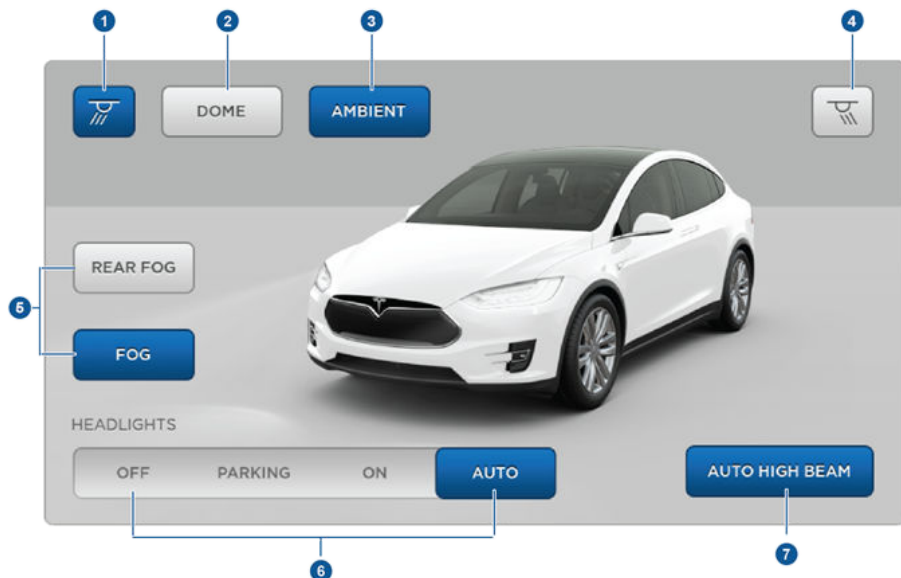 1 2 3 4
DOME AMBIENT
REAR FOG
5
FOG
HEADLIGHTS
OFF PARKING ON AUTO AUTO HIGH BEAM
6 7